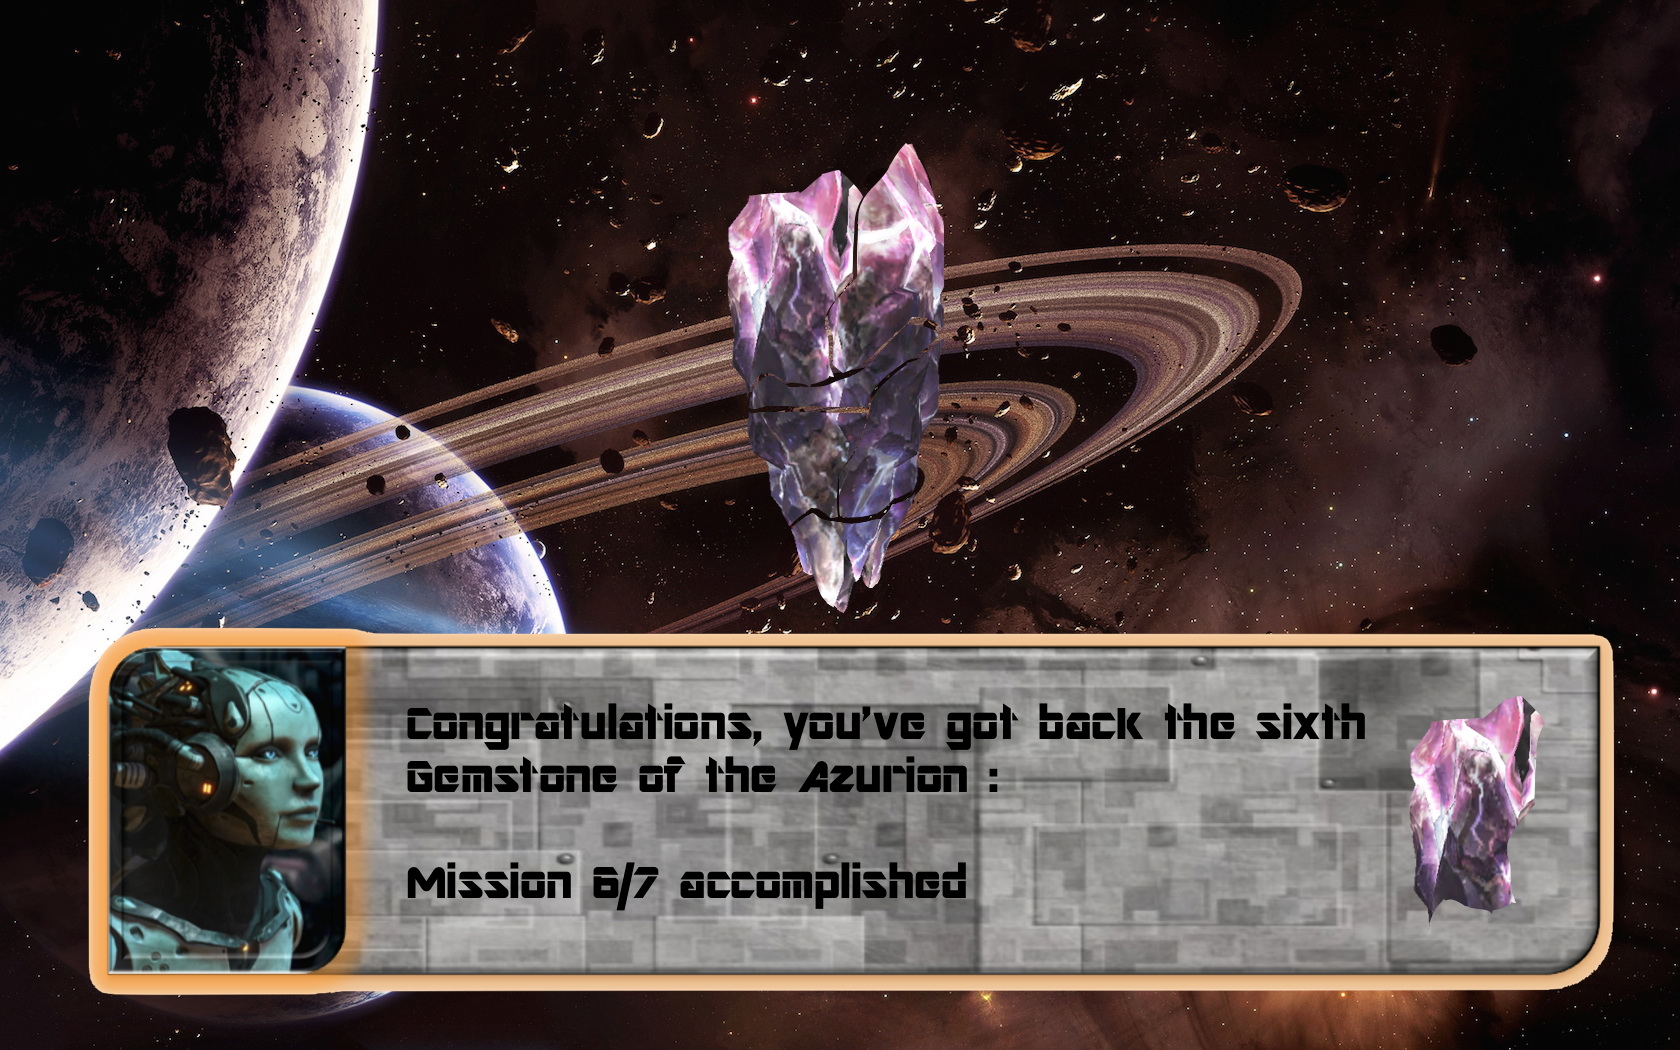 Congratulations, you've got back the sixth
Gemstone of the Azurion :
Mission 6/7 accomplished